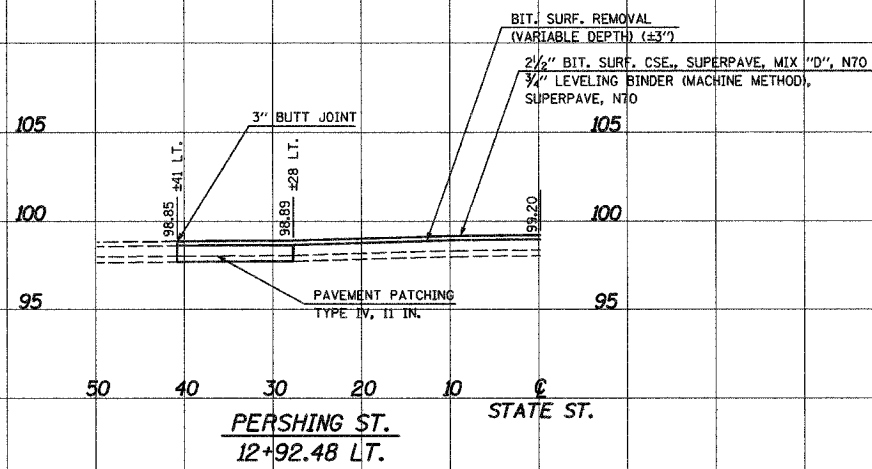 BIT. SURF. REMOVAL
(VARIABLE DEPTH) (±3")
2½" BIT. SURF. CSE., SUPERPAVE, MIX "D", N70
¾" LEVELING BINDER (MACHINE METHOD),
SUPERPAVE, N70
3" BUTT JOINT
105 105
98.85 ±41 LT.
98.89 ±28 LT.
99.20
100 100
95 95
PAVEMENT PATCHING
TYPE IV, 11 IN.
50 40 30 20 10 ℄
STATE ST.
PERSHING ST.
12+92.48 LT.